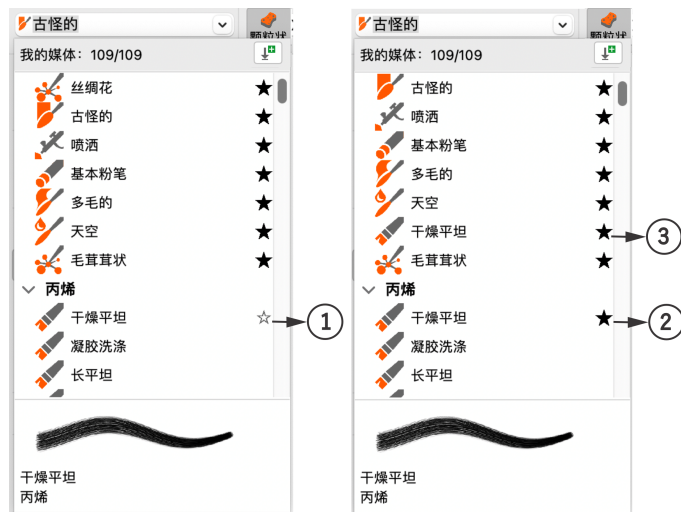 古怪的
颗粒状
我的媒体：109/109
丝绸花
古怪的
喷洒
基本粉笔
多毛的
天空
毛茸茸状
丙烯
干燥平坦
凝胶洗涤
长平坦
干燥平坦
丙烯
1
古怪的
颗粒状
我的媒体：109/109
古怪的
喷洒
基本粉笔
多毛的
天空
干燥平坦
毛茸茸状
丙烯
干燥平坦
凝胶洗涤
长平坦
干燥平坦
丙烯
3
2